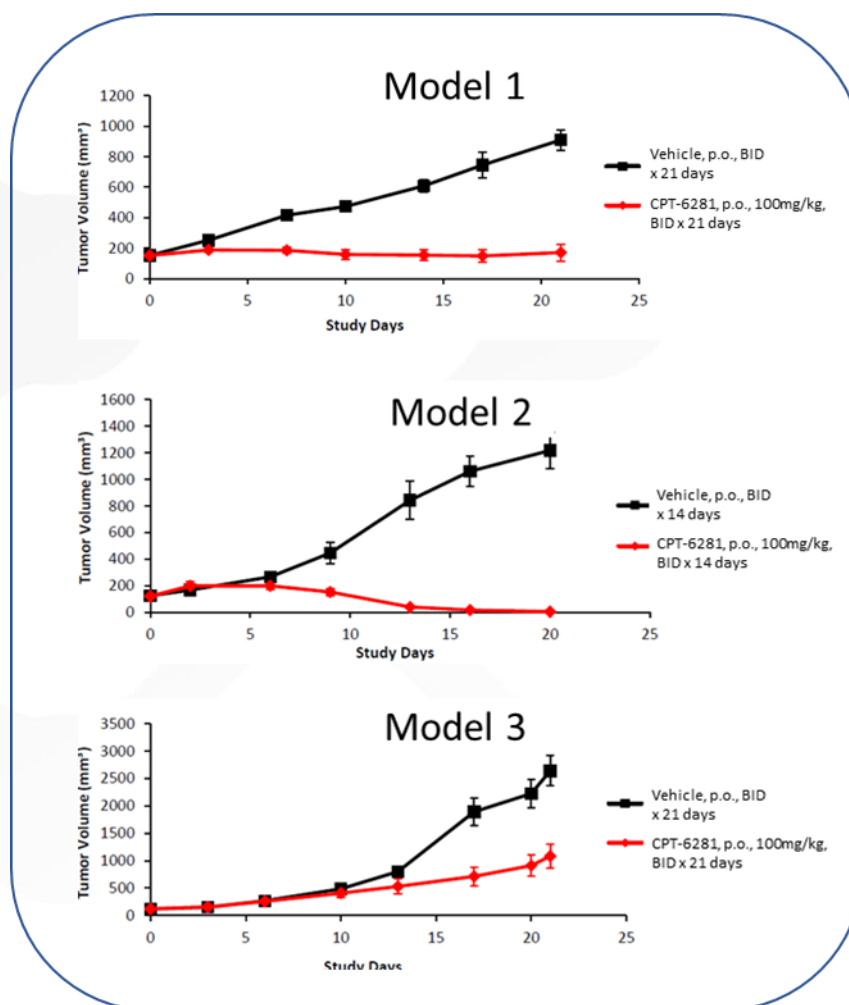 Model 1
1200
1000
800
600
400
200
0
Tumor Volume (mm³)
0 5 10 15 20 25
Study Days
Vehicle, p.o., BID
x 21 days
CPT-6281, p.o., 100mg/kg,
BID x 21 days
Model 2
1600
1400
1200
1000
800
600
400
200
0
Tumor Volume (mm³)
0 5 10 15 20 25
Study Days
Vehicle, p.o., BID
x 14 days
CPT-6281, p.o., 100mg/kg,
BID x 14 days
Model 3
3500
3000
2500
2000
1500
1000
500
0
Tumor Volume (mm³)
0 5 10 15 20 25
Study Days
Vehicle, p.o., BID
x 21 days
CPT-6281, p.o., 100mg/kg,
BID x 21 days